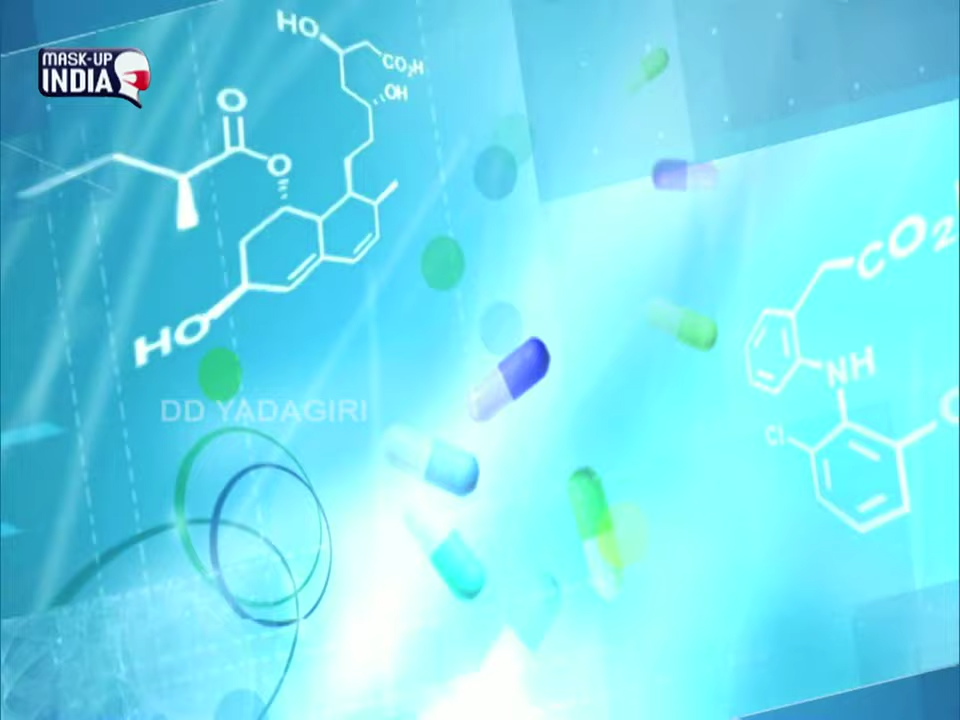 MASK-UP
INDIA
HO
CO₂H
OH
O
O
HO
DD YADAGIRI
CO₂
NH
Cl